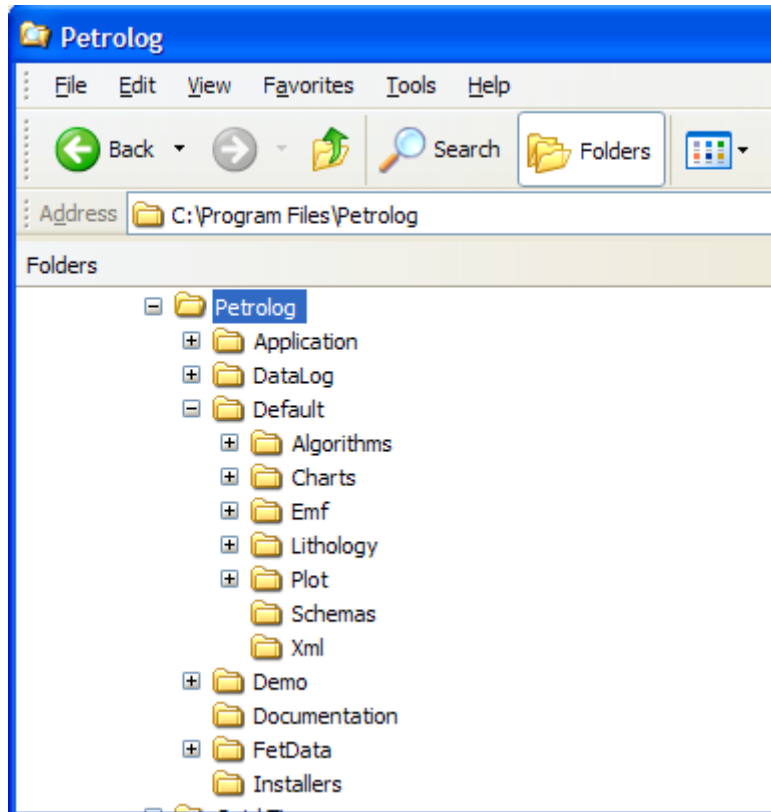 Petrolog
File Edit View Favorites Tools Help
Back Search Folders
Address C:\Program Files\Petrolog
Folders
Petrolog
Application
DataLog
Default
Algorithms
Charts
Emf
Lithology
Plot
Schemas
Xml
Demo
Documentation
FetData
Installers